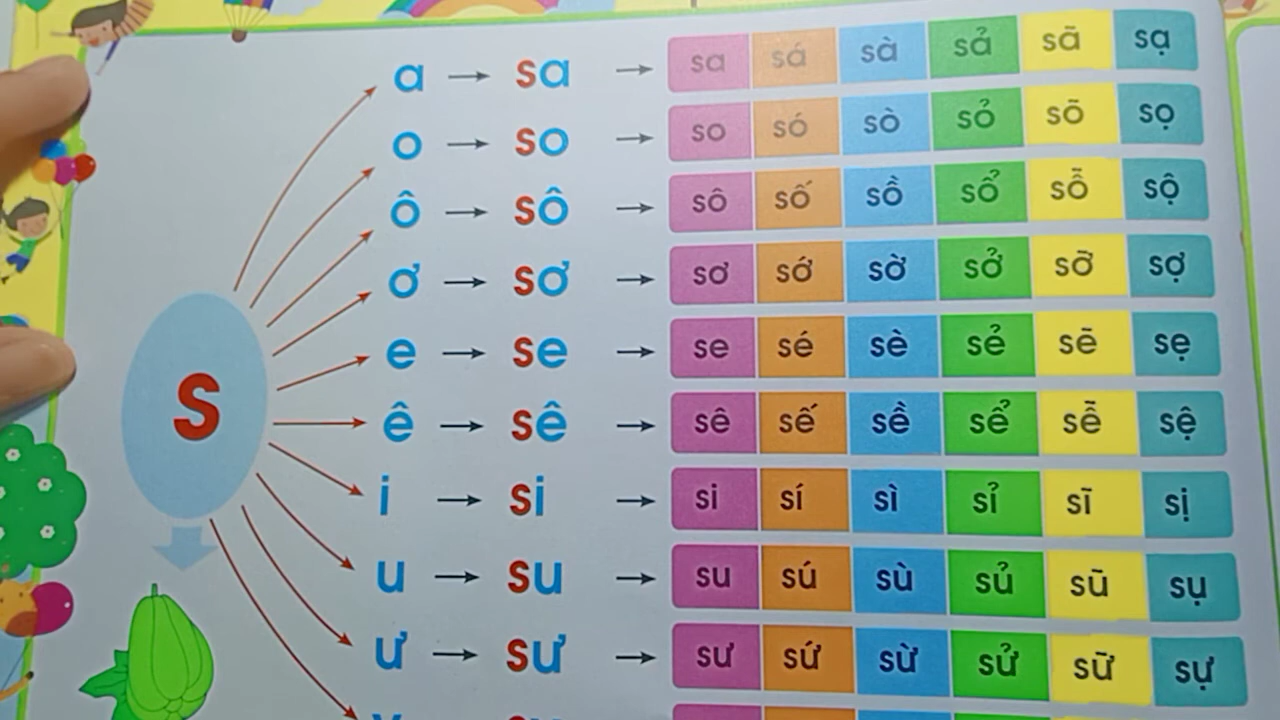 a → sa → sa sá sà sả sã sạ
o → so → so só sò sỏ sõ sọ
ô → sô → sô số sồ sổ sỗ sộ
ơ → sơ → sơ sớ sờ sở sỡ sợ
e → se → se sé sè sẻ sẽ sẹ
S
ê → sê → sê sế sề sể sễ sệ
i → si → si sí sì sỉ sĩ sị
u → su → su sú sù sủ sũ sụ
ư → sư → sư sứ sừ sử sữ sự